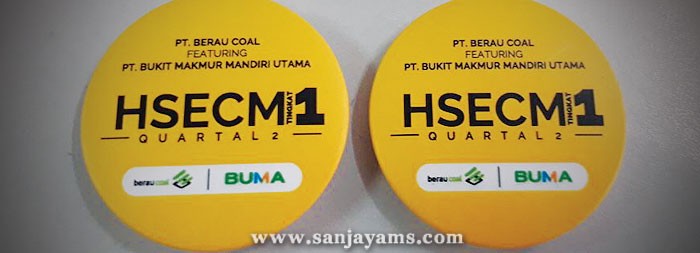 PT. BERAU COAL
FEATURING
PT. BUKIT MAKMUR MANDIRI UTAMA
HSECM TINGKAT 1
QUARTAL 2
berau coal | BUMA
PT. BERAU COAL
FEATURING
PT. BUKIT MAKMUR MANDIRI UTAMA
HSECM TINGKAT 1
QUARTAL 2
berau coal | BUMA
www.sanjayams.com